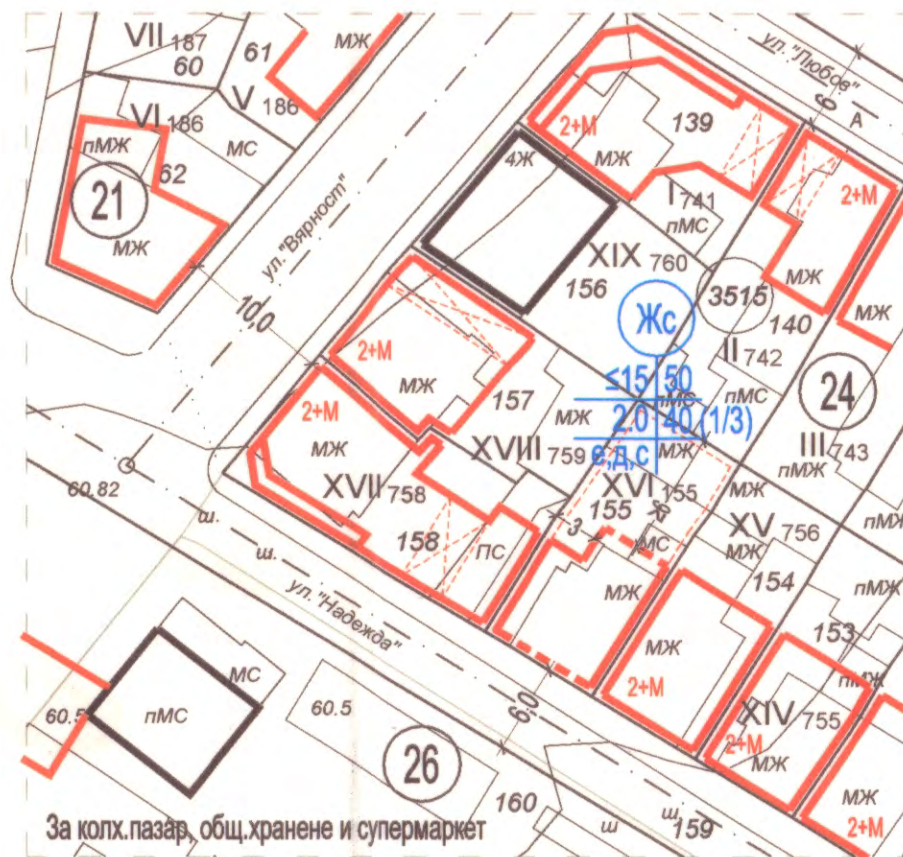 VII 187
60
61
МЖ
ул."Любов"
V 186
VI 186
пМЖ
МС
62
21
МЖ
ул."Вярност"
10,0
6
А
139
2+М
МЖ
4Ж
I 741
пМС
2+М
МЖ
МЖ
XIX 760
156
3515
140
Жс
II 742
пМС
24
≤15 50
2.0 40 (1/3)
е,д,с
МС
МЖ
2+М
МЖ
157
МЖ
XVIII 759
III 743
пМЖ
2+М
МЖ
XVII 758
158
ПС
XVI 155
155
3
МС
МЖ
XV 756
МЖ
154
пМЖ
пМЖ
153
пМЖ
60.82
ш.
ш.
ул."Надежда"
МЖ
МЖ
2+М
XIV 755
2+М
МЖ
МЖ
2+М
6.0
МС
пМС
60.5
60.5
26
160
ш
ш
159
За колх.пазар, общ.хранене и супермаркет